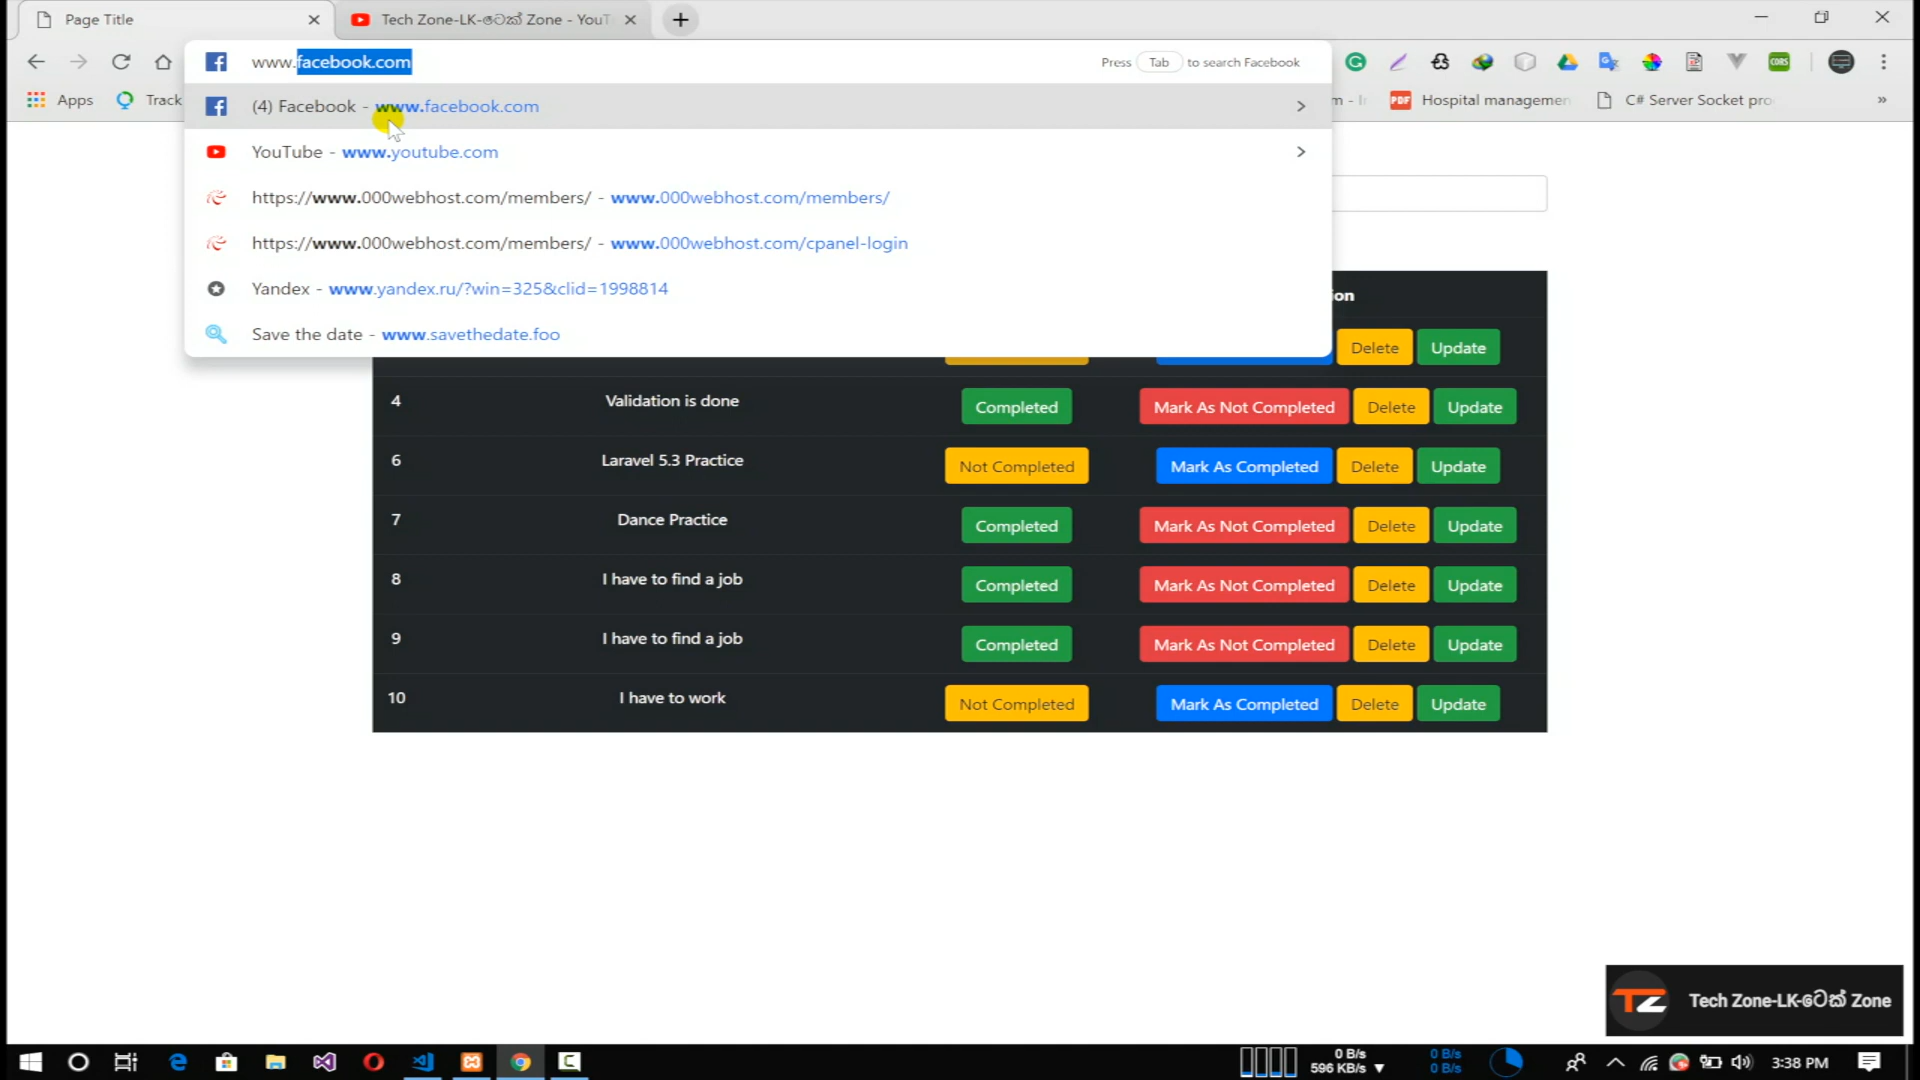 Page Title
Tech Zone-LK-ටෙක් Zone - YouT
www.facebook.com
Press Tab to search Facebook
Apps
Track
(4) Facebook - www.facebook.com
Hospital managemen
C# Server Socket pro
»
YouTube - www.youtube.com
https://www.000webhost.com/members/ - www.000webhost.com/members/
https://www.000webhost.com/members/ - www.000webhost.com/cpanel-login
Yandex - www.yandex.ru/?win=325&clid=1998814
Save the date - www.savethedate.foo
ion
Delete Update
4 Validation is done Completed Mark As Not Completed Delete Update
6 Laravel 5.3 Practice Not Completed Mark As Completed Delete Update
7 Dance Practice Completed Mark As Not Completed Delete Update
8 I have to find a job Completed Mark As Not Completed Delete Update
9 I have to find a job Completed Mark As Not Completed Delete Update
10 I have to work Not Completed Mark As Completed Delete Update
TZ Tech Zone-LK-ටෙක් Zone
0 B/s
596 KB/s
0 B/s
0 B/s
3:38 PM